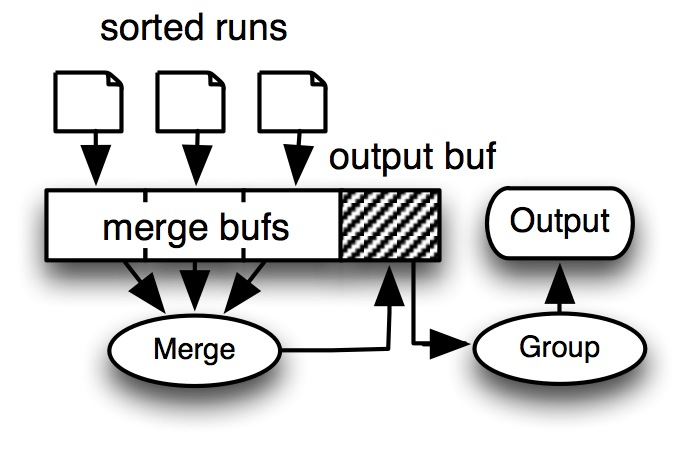 sorted runs
output buf
merge bufs
Output
Merge
Group